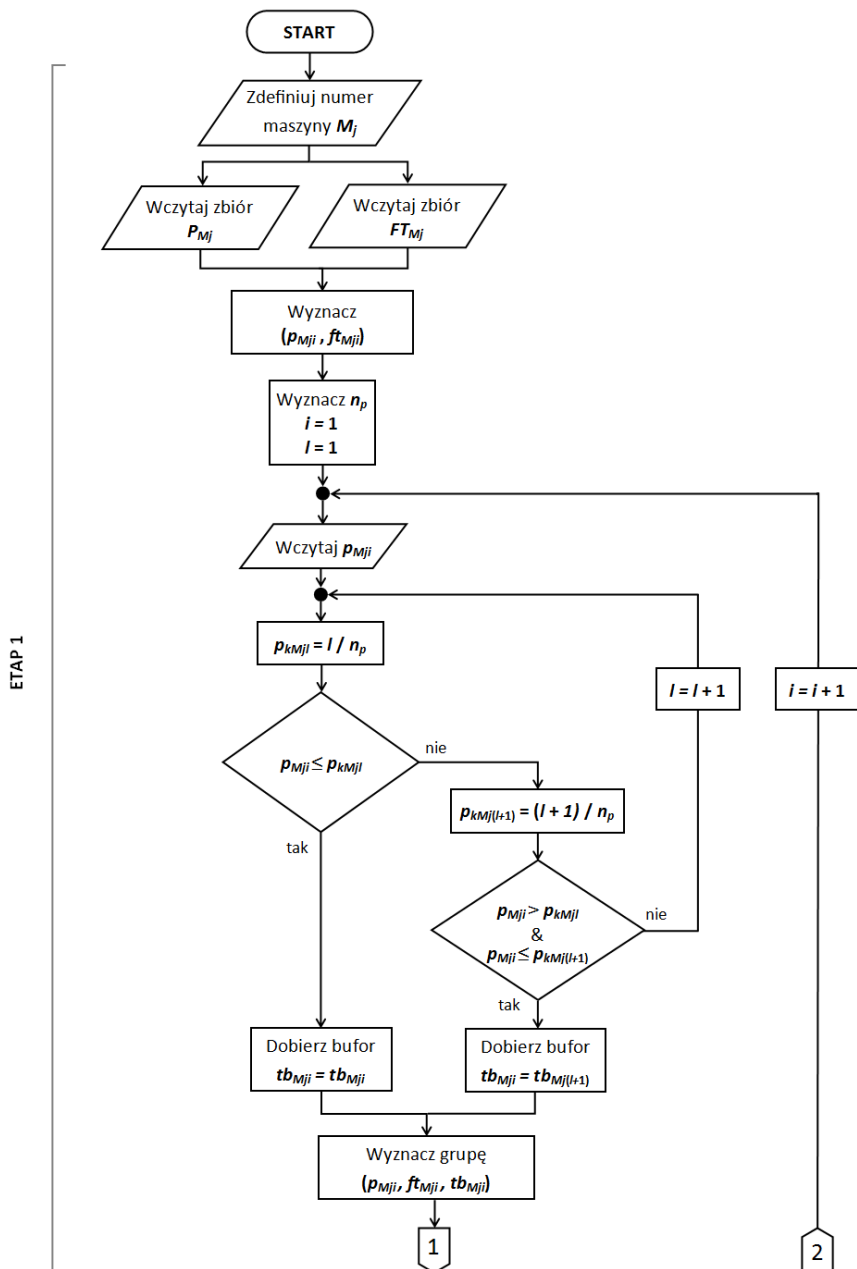 START
Zdefiniuj numer
maszyny Mj
Wczytaj zbiór
PMj
Wczytaj zbiór
FTMj
Wyznacz
(pMji , ftMji)
Wyznacz np
i = 1
l = 1
Wczytaj pMji
pkMjl = l / np
l = l + 1
i = i + 1
pMji ≤ pkMjl
nie
tak
pkMj(l+1) = (l + 1) / np
pMji > pkMjl
&
pMji ≤ pkMj(l+1)
nie
tak
Dobierz bufor
tbMji = tbMji
Dobierz bufor
tbMji = tbMj(l+1)
Wyznacz grupę
(pMji, ftMji , tbMji)
1
2
ETAP 1